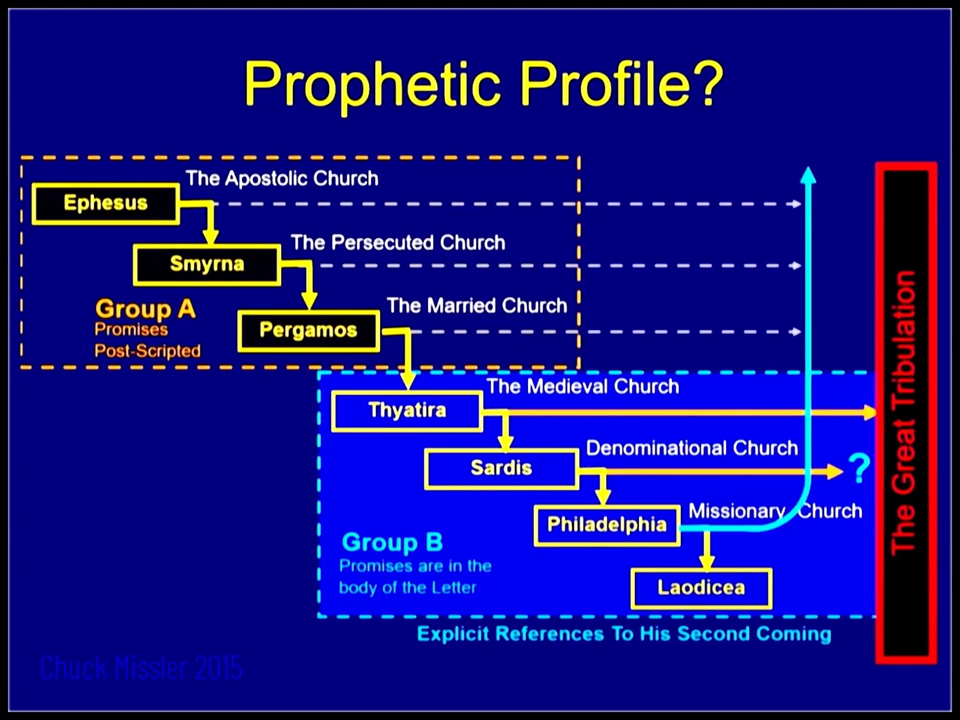 Prophetic Profile?
The Apostolic Church
Ephesus
The Persecuted Church
Smyrna
The Married Church
Group A
Promises
Post-Scripted
Pergamos
The Medieval Church
Thyatira
Denominational Church
Sardis
?
Missionary Church
Philadelphia
Group B
Promises are in the
body of the Letter
Laodicea
Explicit References To His Second Coming
The Great Tribulation
Chuck Missler 2015